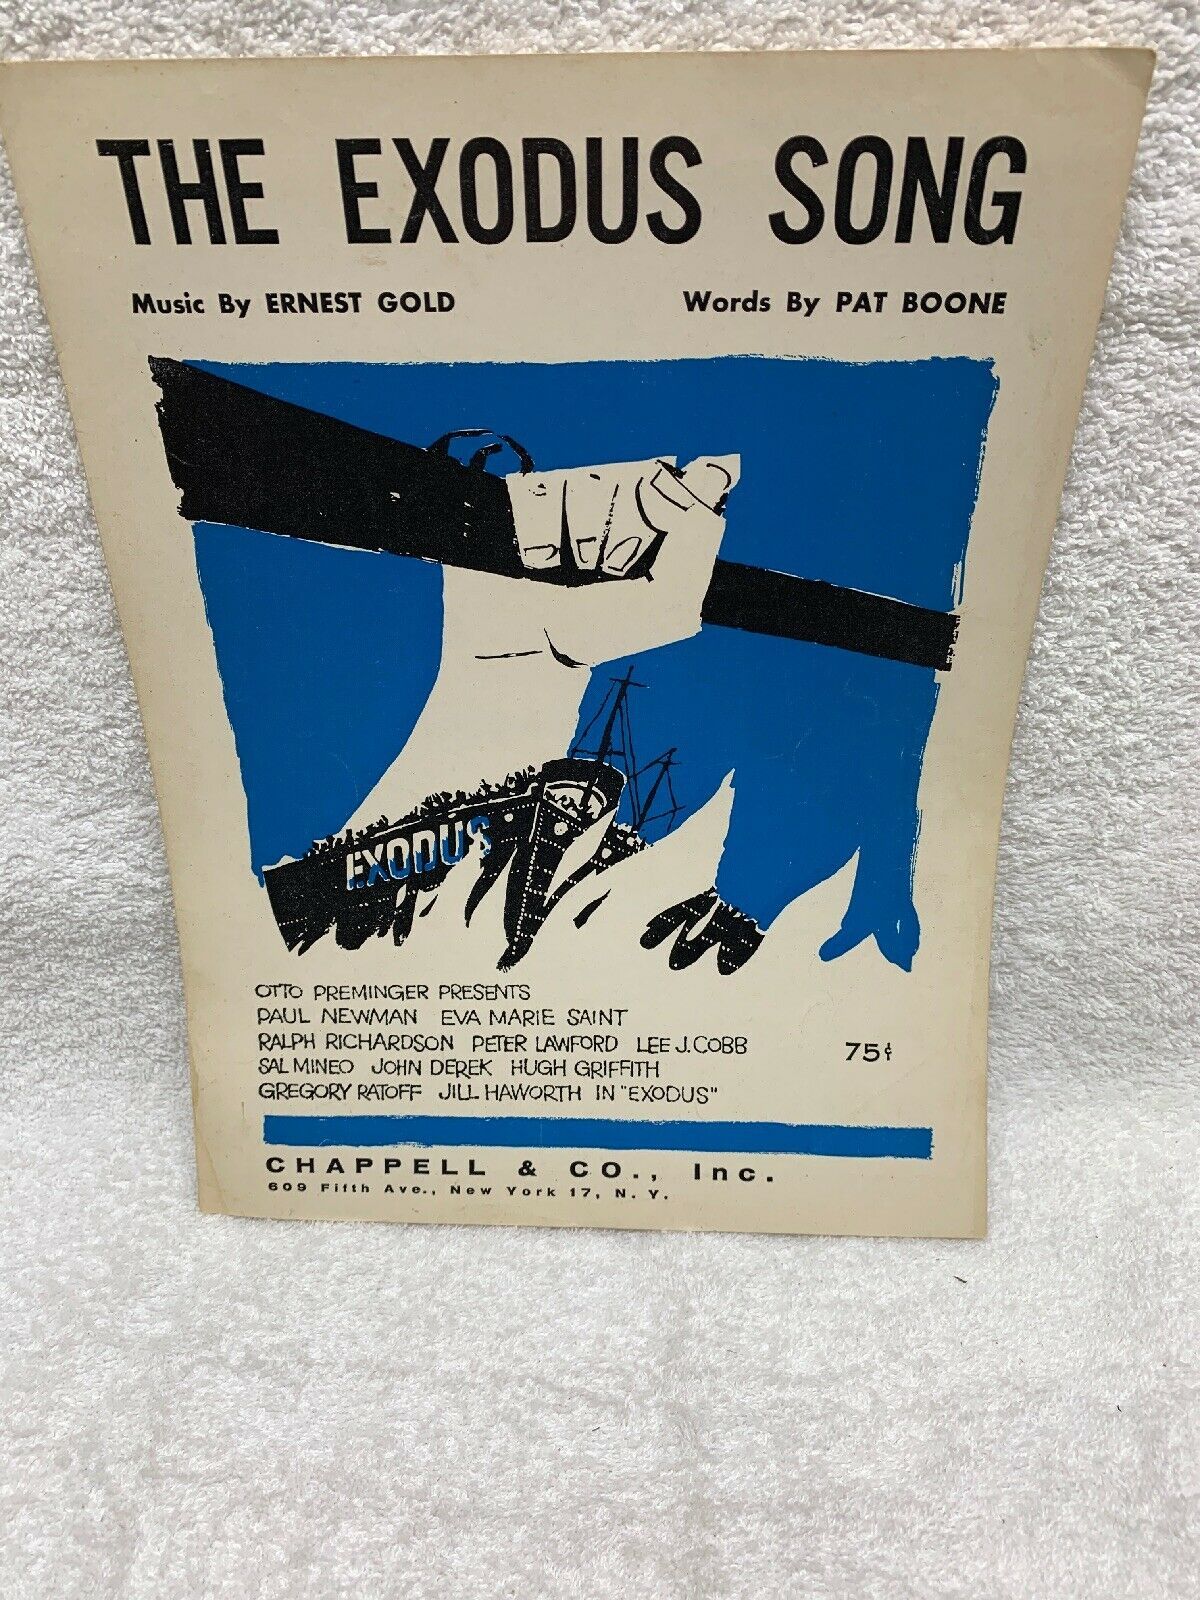 THE EXODUS SONG
Music By ERNEST GOLD
Words By PAT BOONE
EXODUS
OTTO PREMINGER PRESENTS
PAUL NEWMAN EVA MARIE SAINT
RALPH RICHARDSON PETER LAWFORD LEE J. COBB
SAL MINEO JOHN DEREK HUGH GRIFFITH
GREGORY RATOFF JILL HAWORTH IN "EXODUS"
75¢
CHAPPELL & CO., Inc.
609 Fifth Ave., New York 17, N. Y.